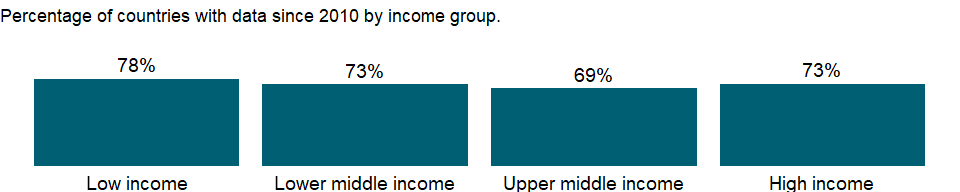 Percentage of countries with data since 2010 by income group.
78%
73%
69%
73%
Low income
Lower middle income
Upper middle income
High income